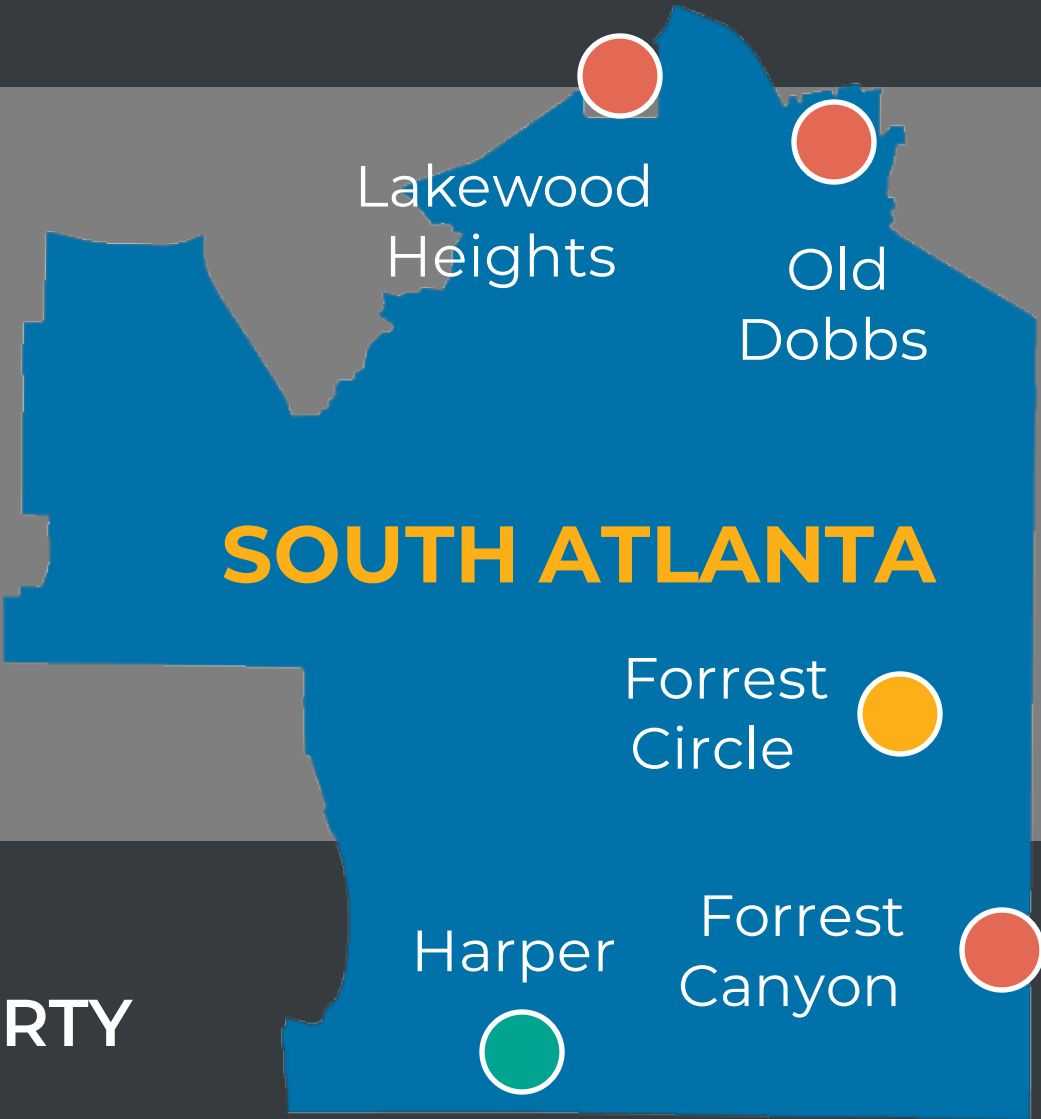 Lakewood
Heights
Old
Dobbs
SOUTH ATLANTA
Forrest
Circle
Forrest
Canyon
Harper
RTY